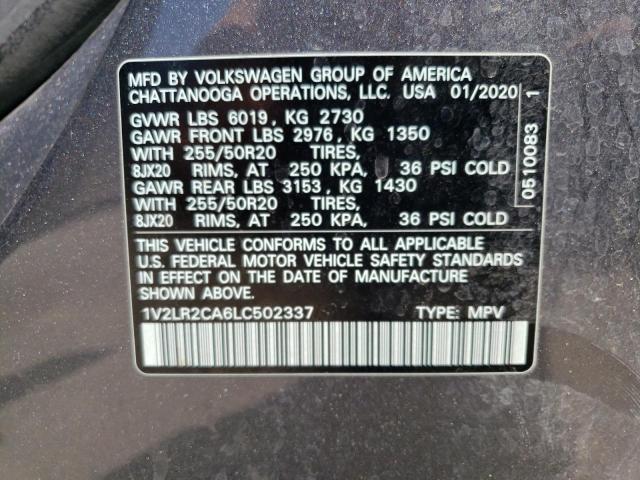 MFD BY VOLKSWAGEN GROUP OF AMERICA
CHATTANOOGA OPERATIONS, LLC. USA 01/2020
GVWR LBS 6019, KG 2730
GAWR FRONT LBS 2976, KG 1350
WITH 255/50R20 TIRES,
8JX20 RIMS, AT 250 KPA, 36 PSI COLD
GAWR REAR LBS 3153, KG 1430
WITH 255/50R20 TIRES,
8JX20 RIMS, AT 250 KPA, 36 PSI COLD
THIS VEHICLE CONFORMS TO ALL APPLICABLE
U.S. FEDERAL MOTOR VEHICLE SAFETY STANDARDS
IN EFFECT ON THE DATE OF MANUFACTURE
SHOWN ABOVE.
1V2LR2CA6LC502337 TYPE: MPV
0510083 1